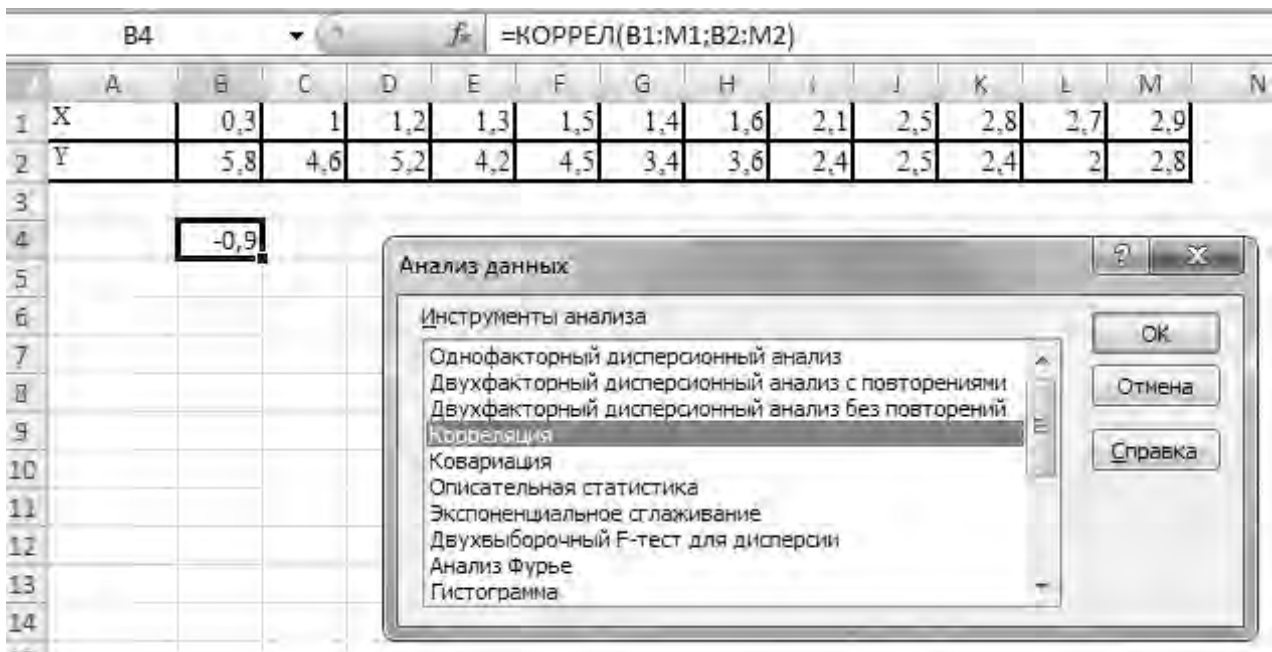 B4 fx =КОРРЕЛ(B1:M1;B2:M2)
A B C D E F G H I J K L M N
1 X 0,3 1 1,2 1,3 1,5 1,4 1,6 2,1 2,5 2,8 2,7 2,9
2 Y 5,8 4,6 5,2 4,2 4,5 3,4 3,6 2,4 2,5 2,4 2 2,8
3
4 -0,9
5
6
7
8
9
10
11
12
13
14
Анализ данных
?
Инструменты анализа
Однофакторный дисперсионный анализ
Двухфакторный дисперсионный анализ с повторениями
Двухфакторный дисперсионный анализ без повторений
Корреляция
Ковариация
Описательная статистика
Экспоненциальное сглаживание
Двухвыборочный F-тест для дисперсии
Анализ Фурье
Гистограмма
ОК
Отмена
Справка